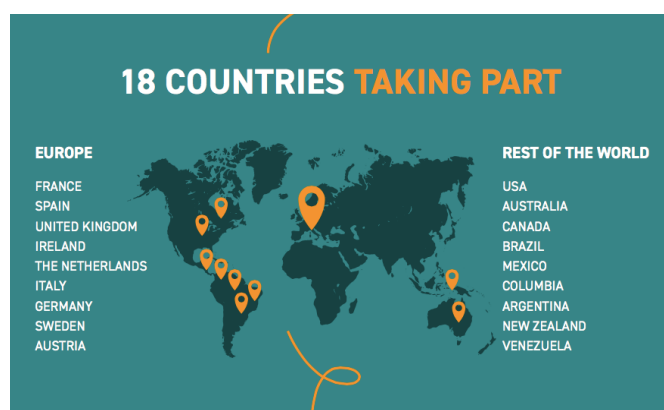 18 COUNTRIES TAKING PART
EUROPE
FRANCE
SPAIN
UNITED KINGDOM
IRELAND
THE NETHERLANDS
ITALY
GERMANY
SWEDEN
AUSTRIA
REST OF THE WORLD
USA
AUSTRALIA
CANADA
BRAZIL
MEXICO
COLUMBIA
ARGENTINA
NEW ZEALAND
VENEZUELA